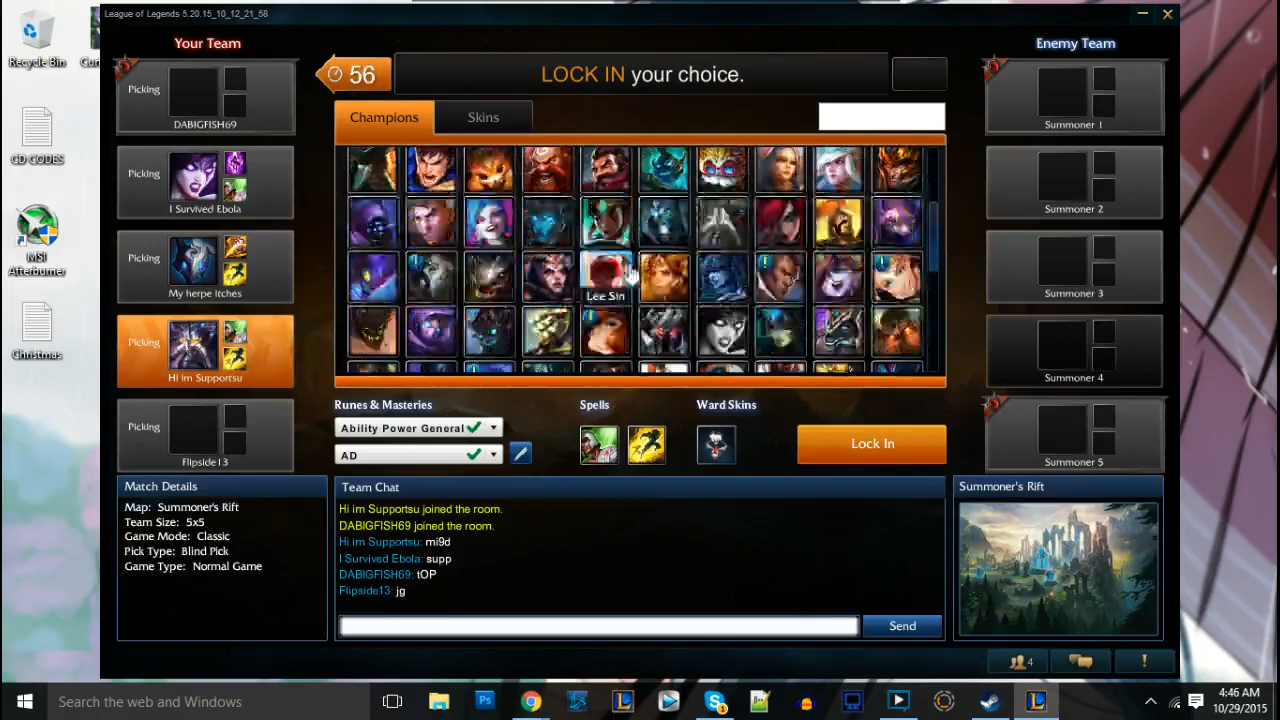 League of Legends 5.20.15_10_12_21_58
Recycle Bin
CD CODES
MSI
Afterburner
Christmas
Your Team
Picking
DABIGFISH69
Picking
I Survived Ebola
Picking
My herpe Itches
Picking
Hi im Supportsu
Picking
Flipside13
56
LOCK IN your choice.
Champions
Skins
Lee Sin
Enemy Team
Summoner 1
Summoner 2
Summoner 3
Summoner 4
Summoner 5
Runes & Masteries
Ability Power General
AD
Spells
Ward Skins
Lock In
Match Details
Map: Summoner's Rift
Team Size: 5x5
Game Mode: Classic
Pick Type: Blind Pick
Game Type: Normal Game
Team Chat
Hi im Supportsu joined the room.
DABIGFISH69 joined the room.
Hi im Supportsu: mi9d
I Survived Ebola: supp
DABIGFISH69: tOP
Flipside13: jg
Send
Summoner's Rift
4
Search the web and Windows
4:46 AM
10/29/2015